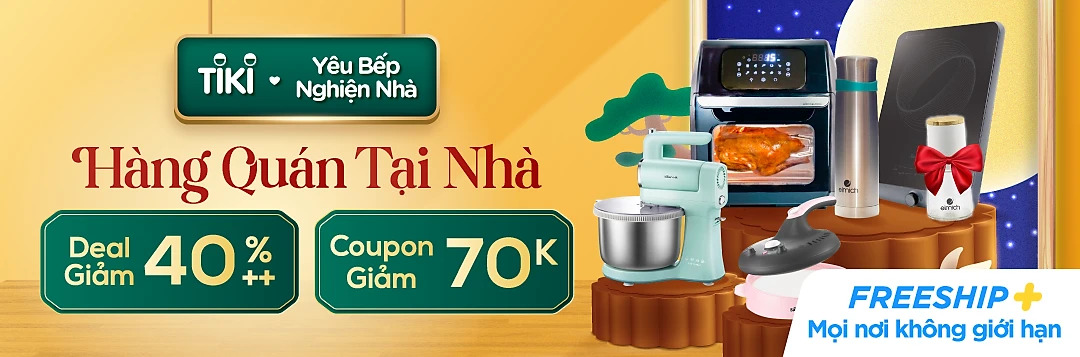 TIKI
Yêu Bếp
Nghiện Nhà
Hàng Quán Tại Nhà
Deal
Giảm
40%
++
Coupon
Giảm
70K
elmich
elmich
FREESHIP+
Mọi nơi không giới hạn